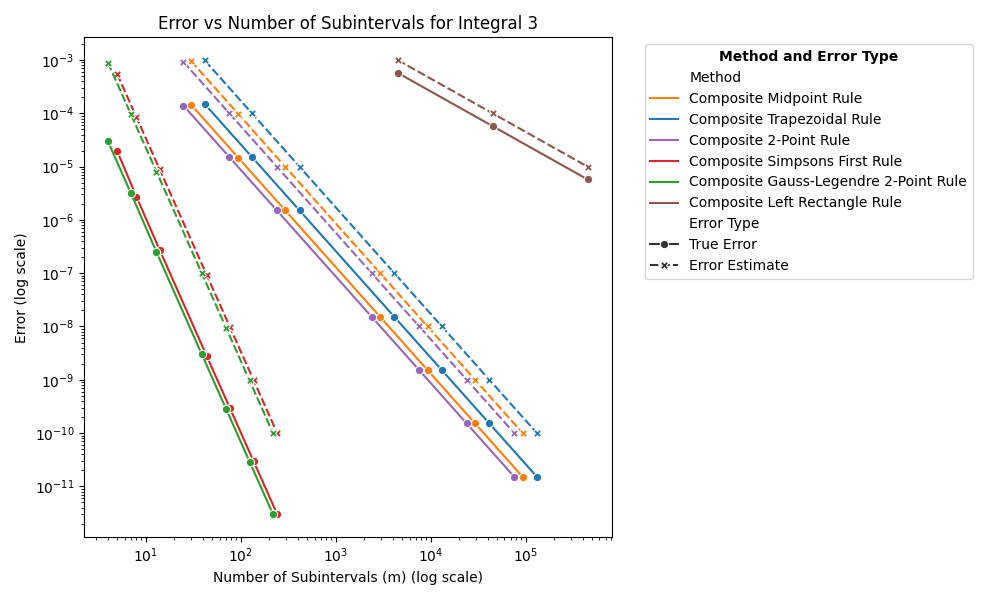 Error vs Number of Subintervals for Integral 3
Error (log scale)
10⁻³
10⁻⁴
10⁻⁵
10⁻⁶
10⁻⁷
10⁻⁸
10⁻⁹
10⁻¹⁰
10⁻¹¹
10¹ 10² 10³ 10⁴ 10⁵
Number of Subintervals (m) (log scale)
Method and Error Type
Method
Composite Midpoint Rule
Composite Trapezoidal Rule
Composite 2-Point Rule
Composite Simpsons First Rule
Composite Gauss-Legendre 2-Point Rule
Composite Left Rectangle Rule
Error Type
True Error
Error Estimate